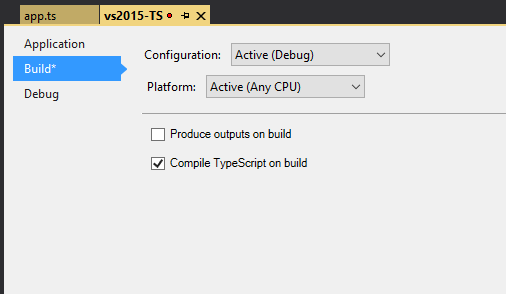 app.ts
vs2015-TS
Application
Build*
Debug
Configuration: Active (Debug)
Platform: Active (Any CPU)
Produce outputs on build
Compile TypeScript on build